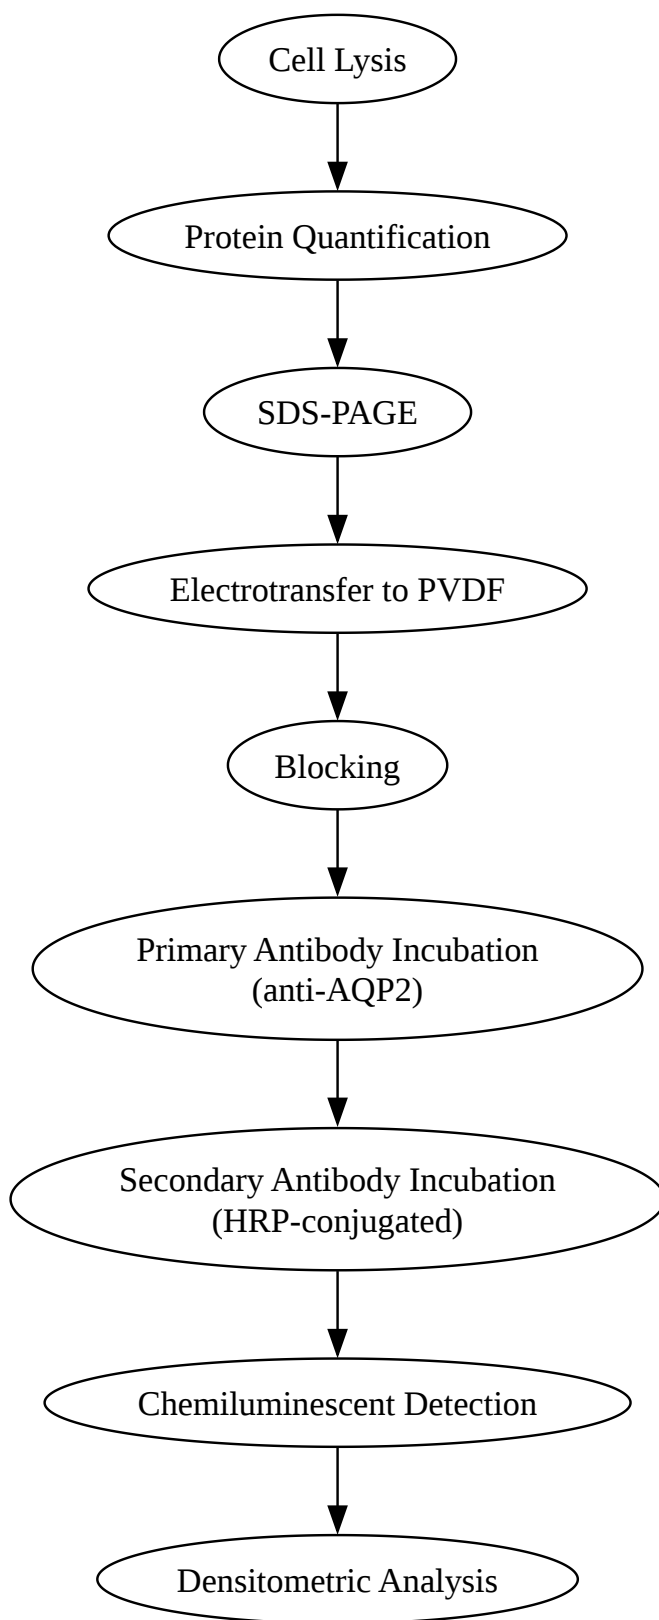 Cell Lysis
Protein Quantification
SDS-PAGE
Electrotransfer to PVDF
Blocking
Primary Antibody Incubation
(anti-AQP2)
Secondary Antibody Incubation
(HRP-conjugated)
Chemiluminescent Detection
Densitometric Analysis